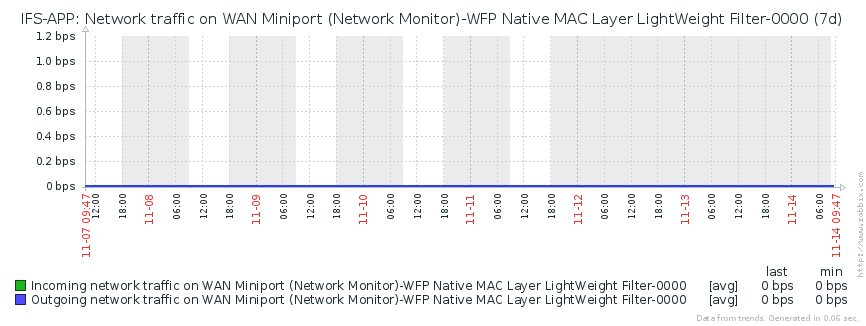 IFS-APP: Network traffic on WAN Miniport (Network Monitor)-WFP Native MAC Layer LightWeight Filter-0000 (7d)
1.2 bps
1.0 bps
0.8 bps
0.6 bps
0.4 bps
0.2 bps
0 bps
11-07 09:47
12:00
18:00
11-08
06:00
12:00
18:00
11-09
06:00
12:00
18:00
11-10
06:00
12:00
18:00
11-11
06:00
12:00
18:00
11-12
06:00
12:00
18:00
11-13
06:00
12:00
18:00
11-14
06:00
11-14 09:47
http://www.zabbix.com
last min
Incoming network traffic on WAN Miniport (Network Monitor)-WFP Native MAC Layer LightWeight Filter-0000 [avg] 0 bps 0 bps
Outgoing network traffic on WAN Miniport (Network Monitor)-WFP Native MAC Layer LightWeight Filter-0000 [avg] 0 bps 0 bps
Data from trends. Generated in 0.06 sec.